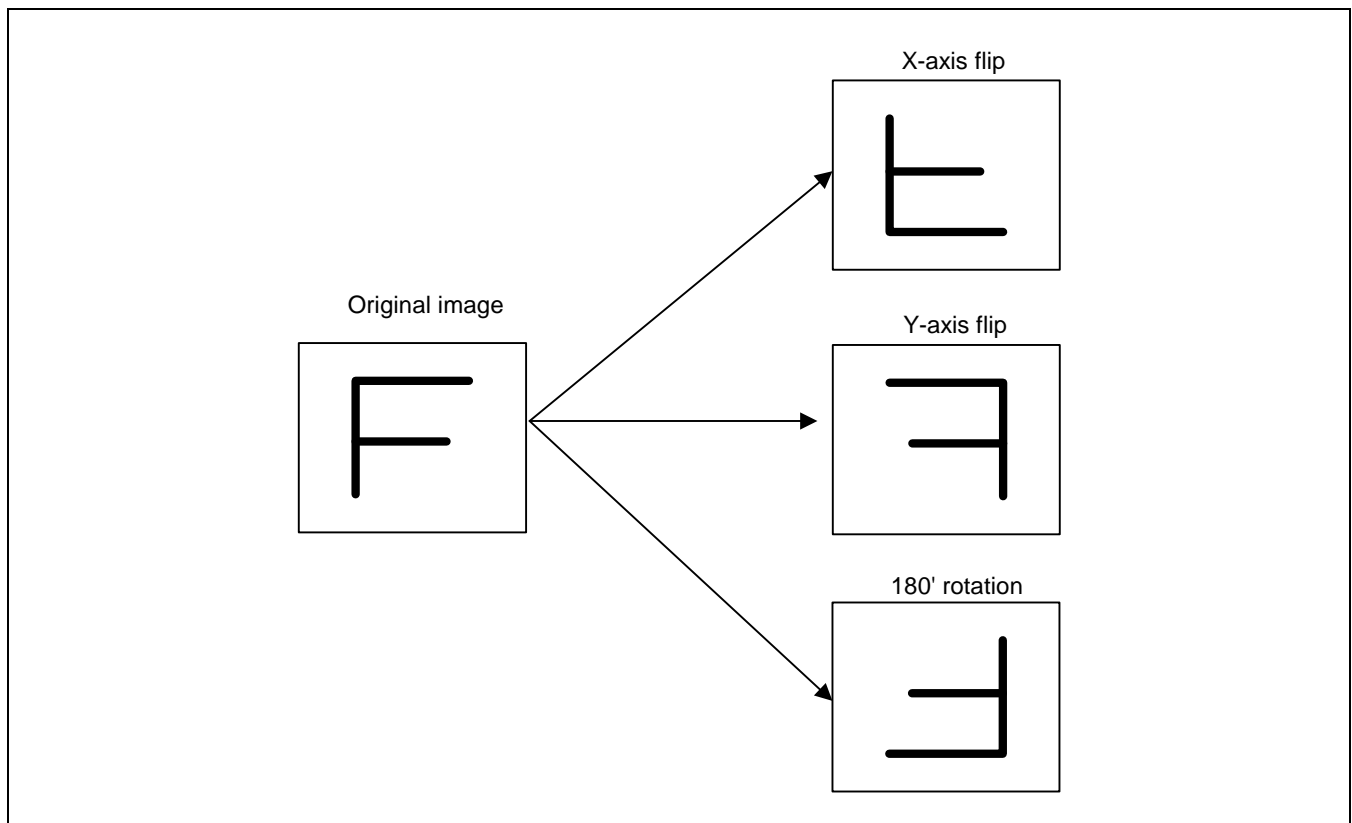 X-axis flip
Original image
F
Y-axis flip
180' rotation